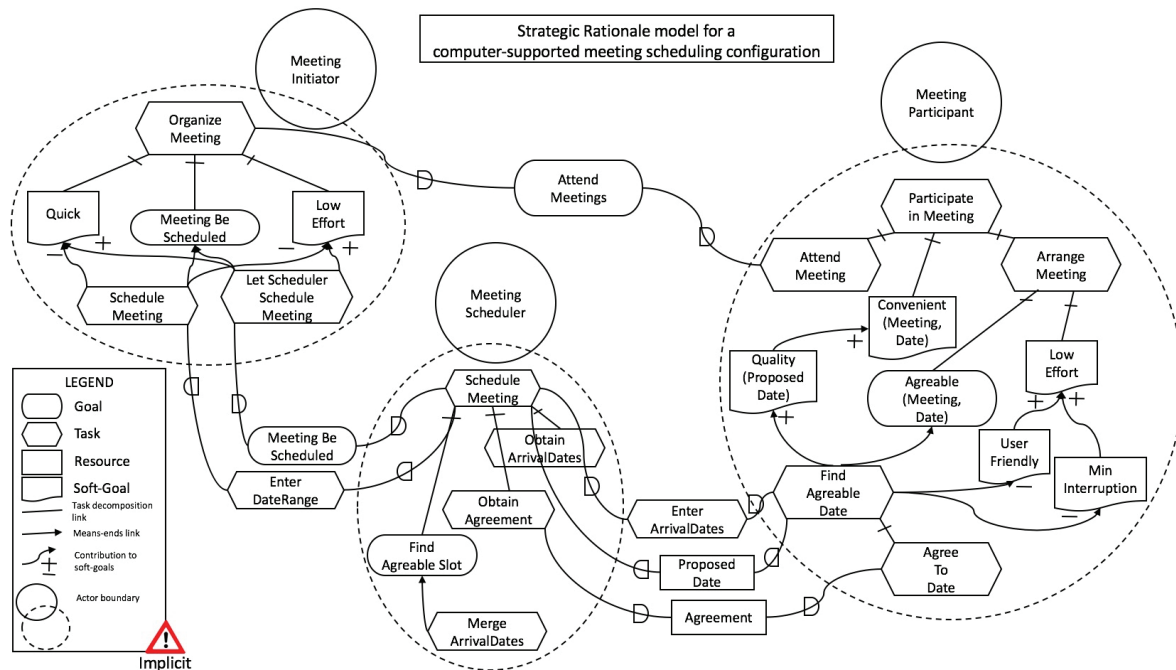 Strategic Rationale model for a
computer-supported meeting scheduling configuration
Meeting
Initiator
Organize
Meeting
Quick
Meeting Be
Scheduled
Low
Effort
+
−
−
+
Schedule
Meeting
Let Scheduler
Schedule
Meeting
Attend
Meetings
D
D
Meeting
Participant
Participate
in Meeting
Attend
Meeting
Arrange
Meeting
Convenient
(Meeting,
Date)
+
Quality
(Proposed
Date)
+
Agreable
(Meeting,
Date)
Low
Effort
+
+
User
Friendly
−
Min
Interruption
−
Find
Agreable
Date
Agree
To
Date
Meeting
Scheduler
Schedule
Meeting
Obtain
ArrivalDates
Obtain
Agreement
Find
Agreable Slot
Merge
ArrivalDates
D
D
D
D
Meeting Be
Scheduled
Enter
DateRange
D
D
Enter
ArrivalDates
D
D
Proposed
Date
D
D
Agreement
LEGEND
Goal
Task
Resource
Soft-Goal
Task decomposition
link
Means-ends link
+
−
Contribution to
soft-goals
Actor boundary
!
Implicit